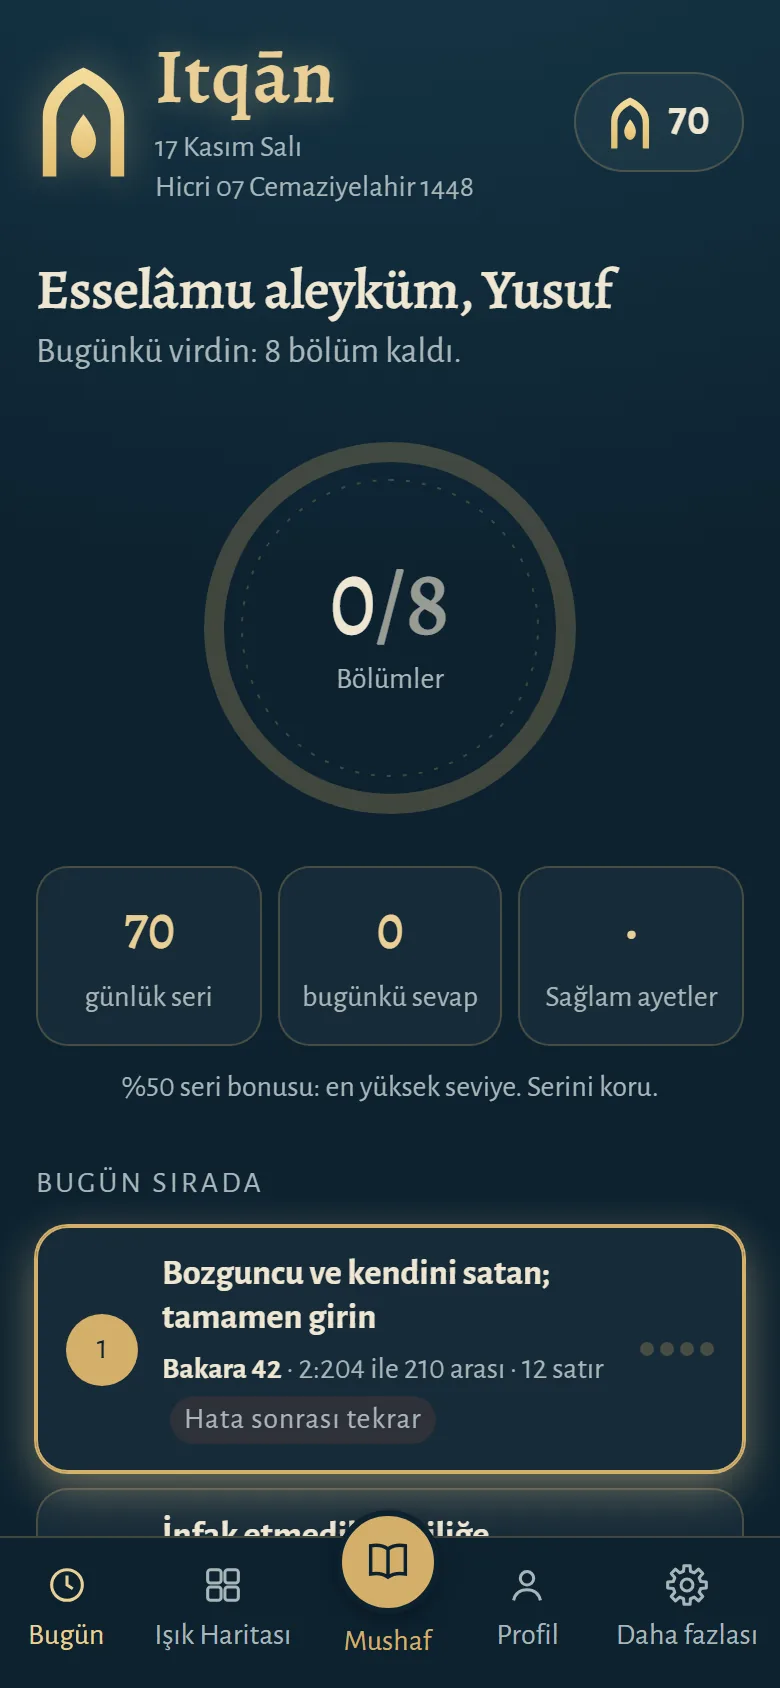 Itqān
17 Kasım Salı
Hicri 07 Cemaziyelahir 1448
70
Esselâmu aleyküm, Yusuf
Bugünkü virdin: 8 bölüm kaldı.
0/8
Bölümler
70
günlük seri
0
bugünkü sevap
·
Sağlam ayetler
%50 seri bonusu: en yüksek seviye. Serini koru.
BUGÜN SIRADA
1
Bozguncu ve kendini satan;
tamamen girin
Bakara 42 · 2:204 ile 210 arası · 12 satır
Hata sonrası tekrar
İnfak
Bugün
Işık Haritası
Mushaf
Profil
Daha fazlası